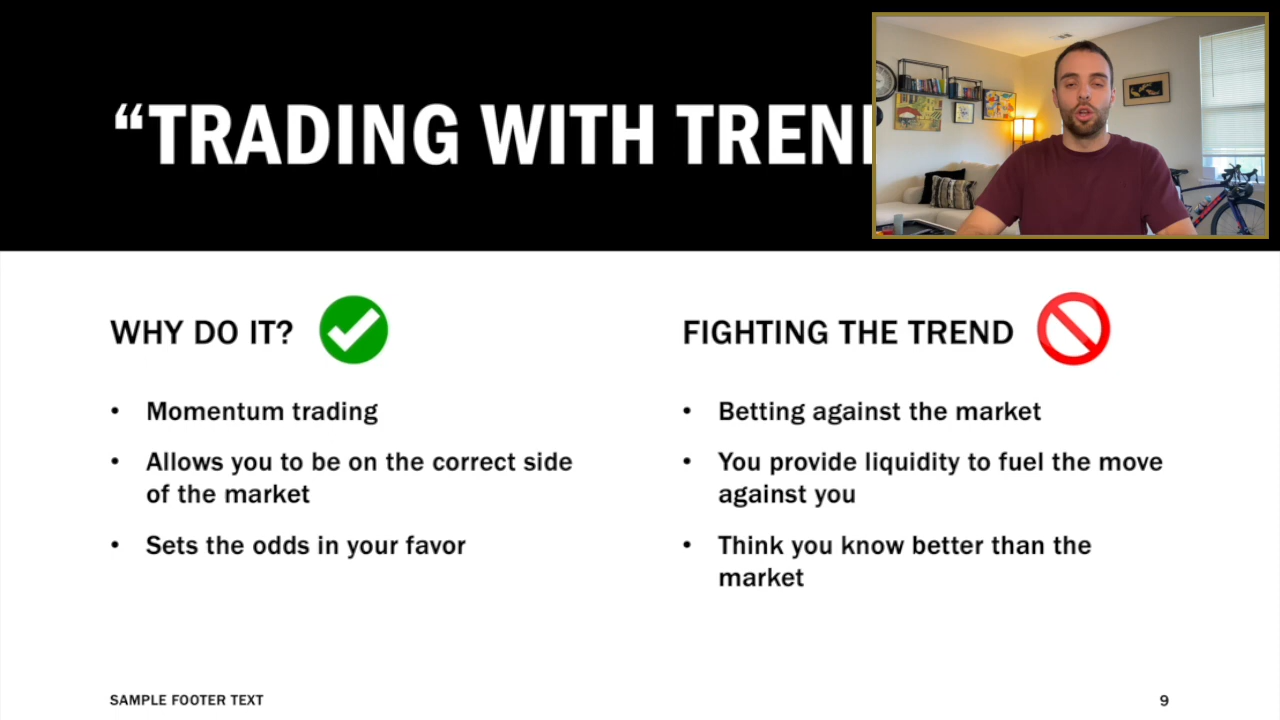 “TRADING WITH
WHY DO IT?
• Momentum trading
• Allows you to be on the correct side
of the market
• Sets the odds in your favor
FIGHTING THE TREND
• Betting against the market
• You provide liquidity to fuel the move
against you
• Think you know better than the
market
SAMPLE FOOTER TEXT
9